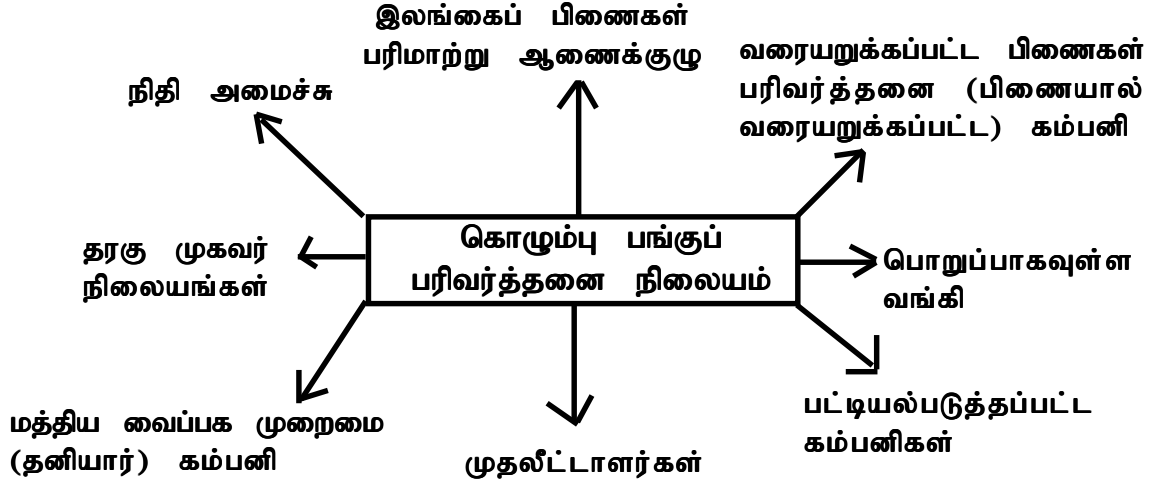 இலங்கைப் பிணைகள்
பரிமாற்று ஆணைக்குழு
வரையறுக்கப்பட்ட பிணைகள்
பரிவர்த்தனை (பிணையால்
வரையறுக்கப்பட்ட) கம்பனி
நிதி அமைச்சு
கொழும்பு பங்குப்
பரிவர்த்தனை நிலையம்
தரகு முகவர்
நிலையங்கள்
பொறுப்பாகவுள்ள
வங்கி
மத்திய வைப்பக முறைமை
(தனியார்) கம்பனி
முதலீட்டாளர்கள்
பட்டியல்படுத்தப்பட்ட
கம்பனிகள்